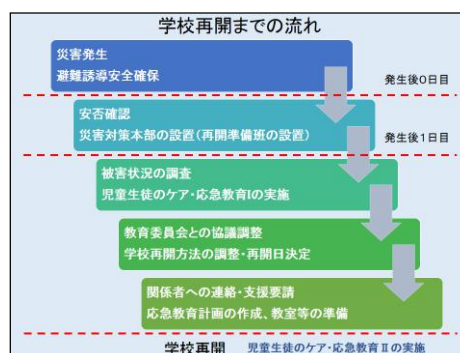 学校再開までの流れ
災害発生
避難誘導安全確保
発生後0日目
安否確認
災害対策本部の設置(再開準備班の設置)
発生後1日目
被害状況の調査
児童生徒のケア・応急教育Iの実施
教育委員会との協議調整
学校再開方法の調整・再開日決定
関係者への連絡・支援要請
応急教育計画の作成、教室等の準備
学校再開 児童生徒のケア・応急教育Ⅱの実施